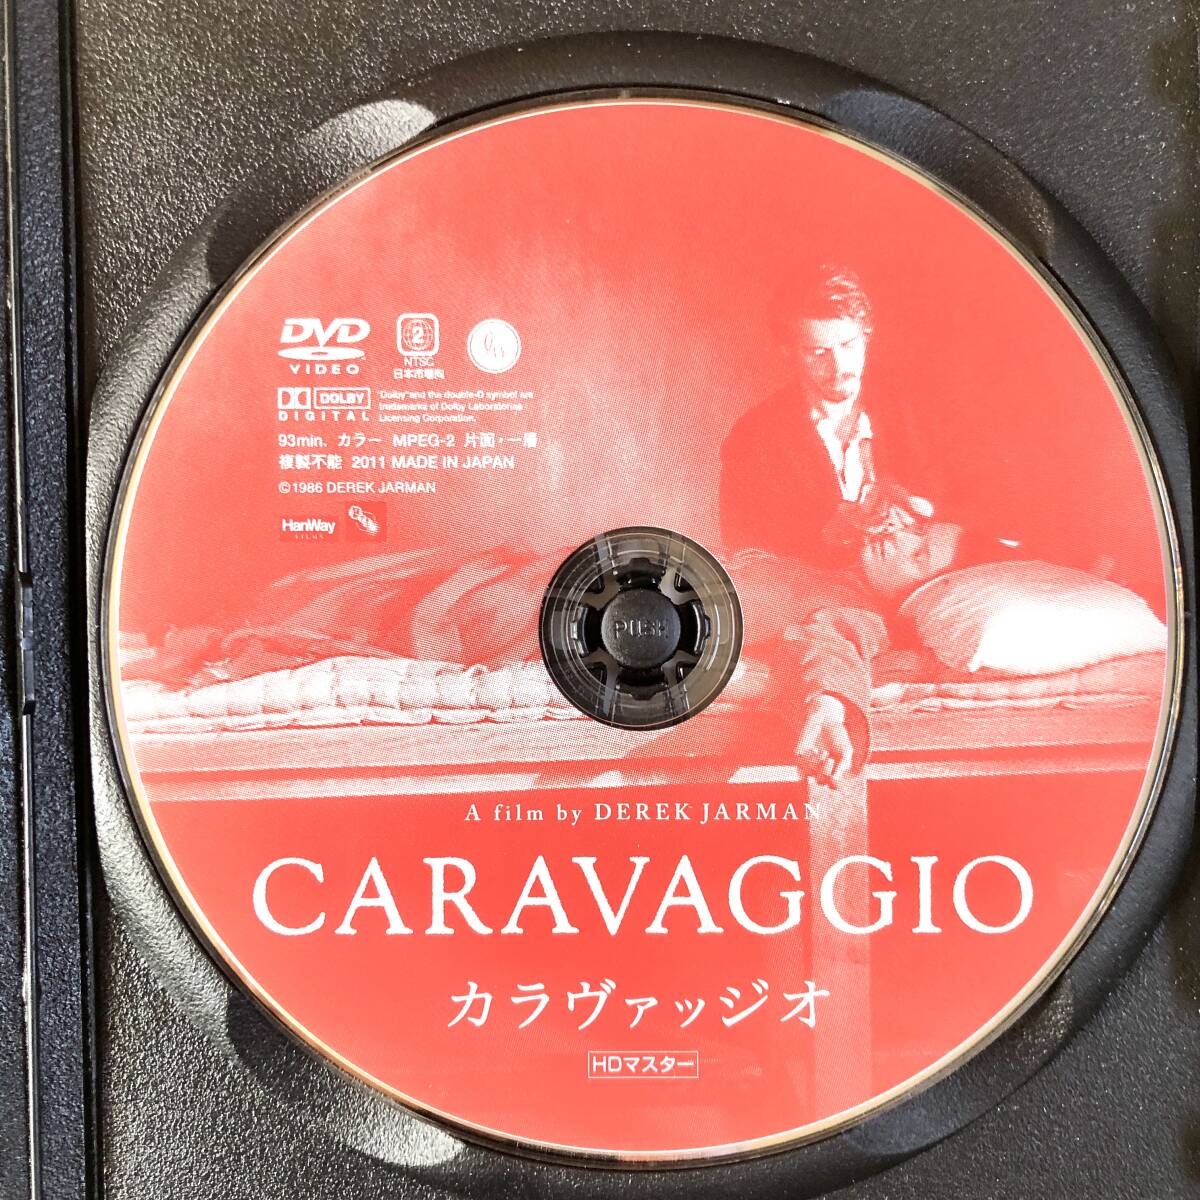 DVD
VIDEO
2
NTSC
日本市場向
DOLBY
DIGITAL
"Dolby" and the double-D symbol are
trademarks of Dolby Laboratories
Licensing Corporation.
93min. カラー MPEG-2 片面・一層
複製不能 2011 MADE IN JAPAN
©1986 DEREK JARMAN
HanWay
FILMS
PUSH
A film by DEREK JARMAN
CARAVAGGIO
カラヴァッジオ
HDマスター